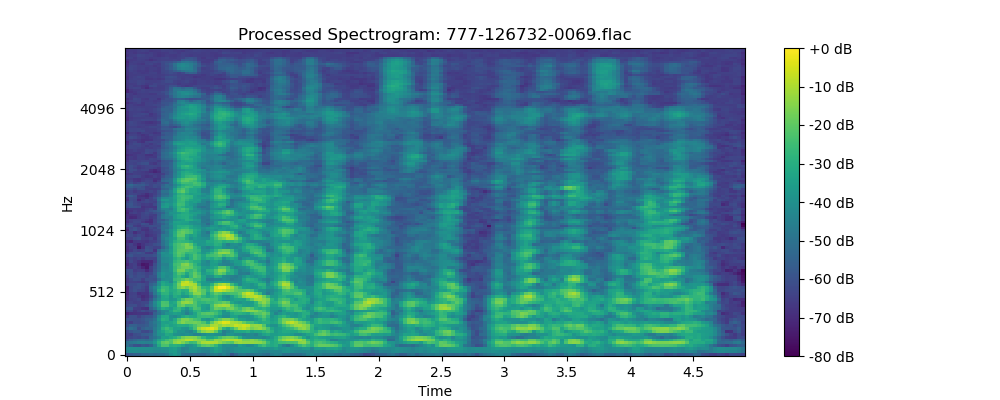 Processed Spectrogram: 777-126732-0069.flac
+0 dB
4096
-10 dB
-20 dB
2048
-30 dB
Hz
-40 dB
1024
-50 dB
512
-60 dB
-70 dB
0
-80 dB
0 0.5 1 1.5 2 2.5 3 3.5 4 4.5
Time